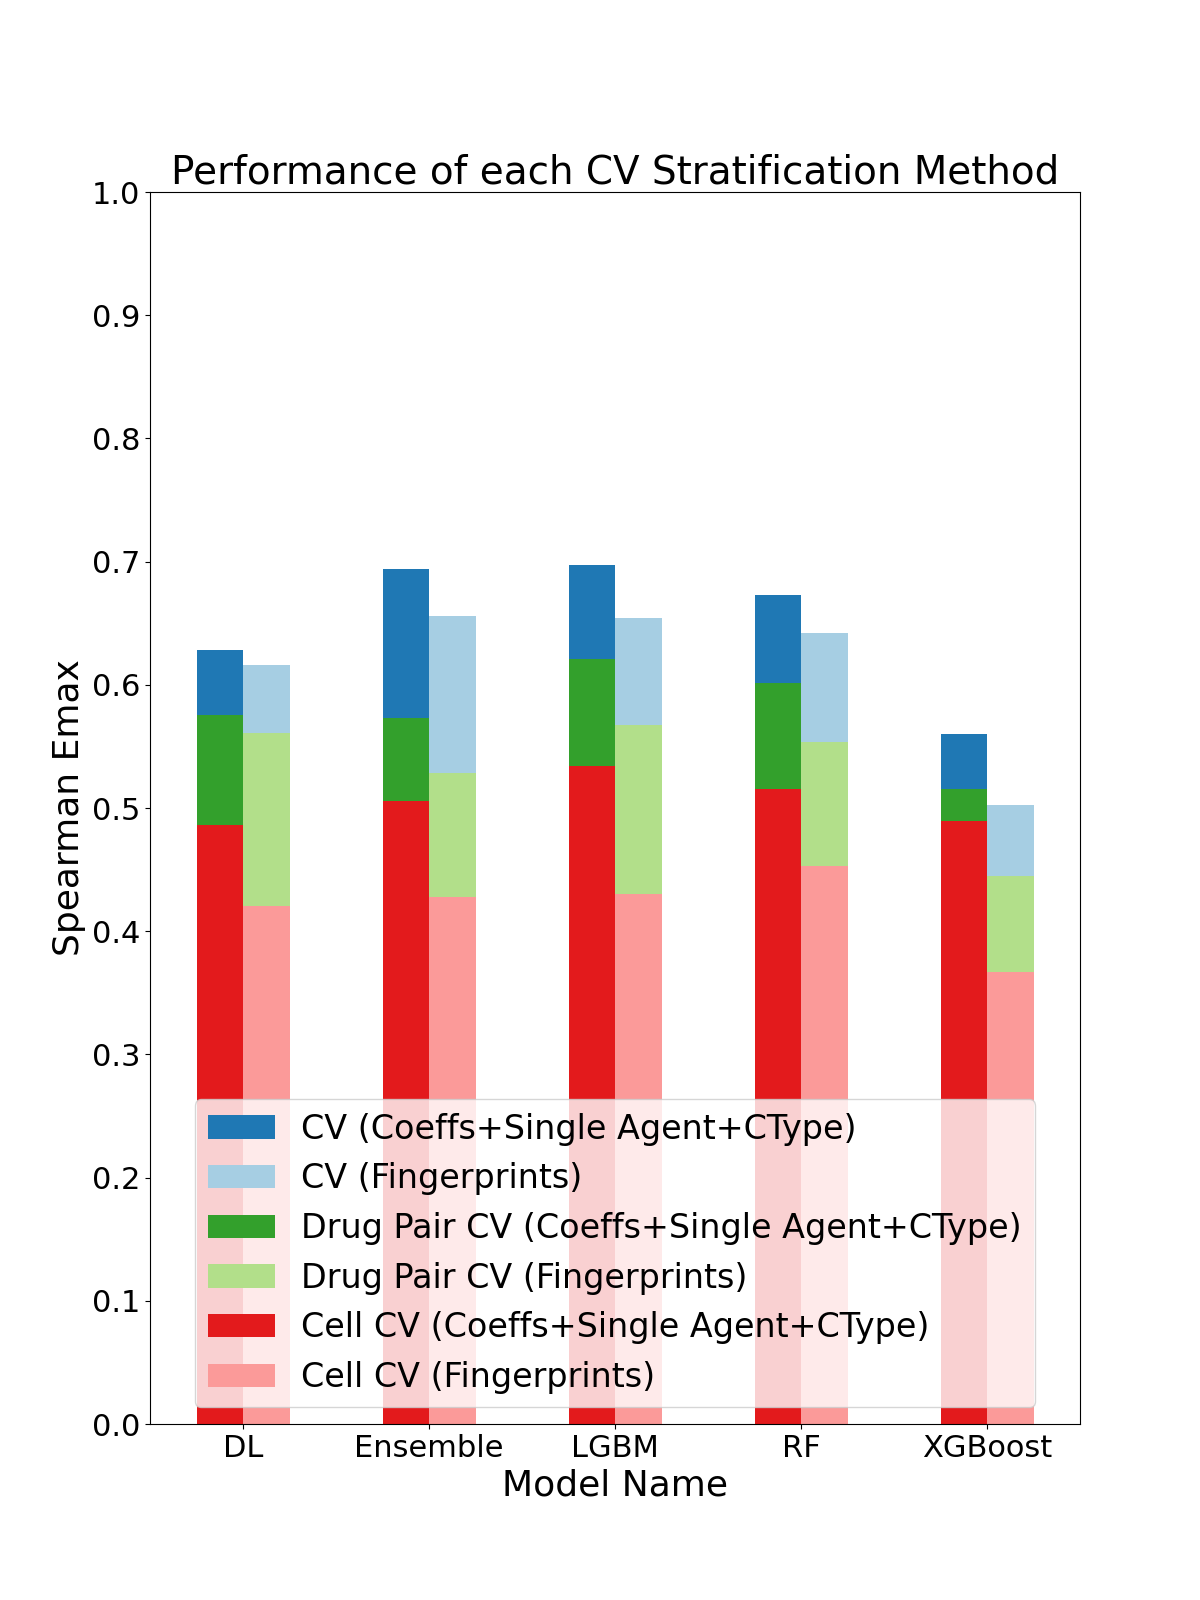 Performance of each CV Stratification Method
1.0
0.9
0.8
0.7
0.6
0.5
0.4
0.3
0.2
0.1
0.0
Spearman Emax
CV (Coeffs+Single Agent+CType)
CV (Fingerprints)
Drug Pair CV (Coeffs+Single Agent+CType)
Drug Pair CV (Fingerprints)
Cell CV (Coeffs+Single Agent+CType)
Cell CV (Fingerprints)
DL Ensemble LGBM RF XGBoost
Model Name